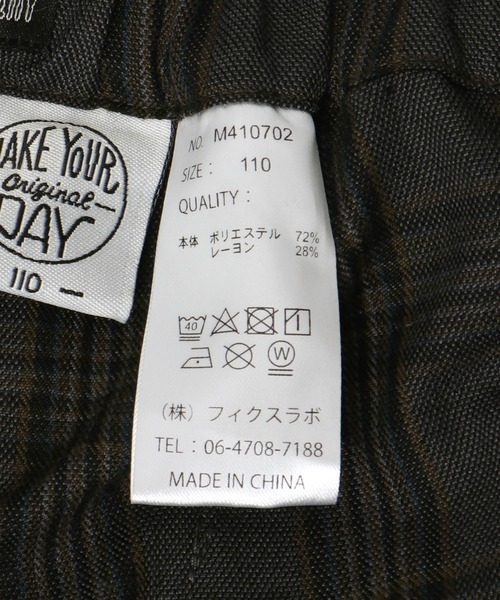 MAKE YOUR
Original
DAY
110
NO. M410702
SIZE : 110
QUALITY :
本体 ポリエステル 72%
レーヨン 28%
40
W
(株) フィクスラボ
TEL : 06-4708-7188
MADE IN CHINA